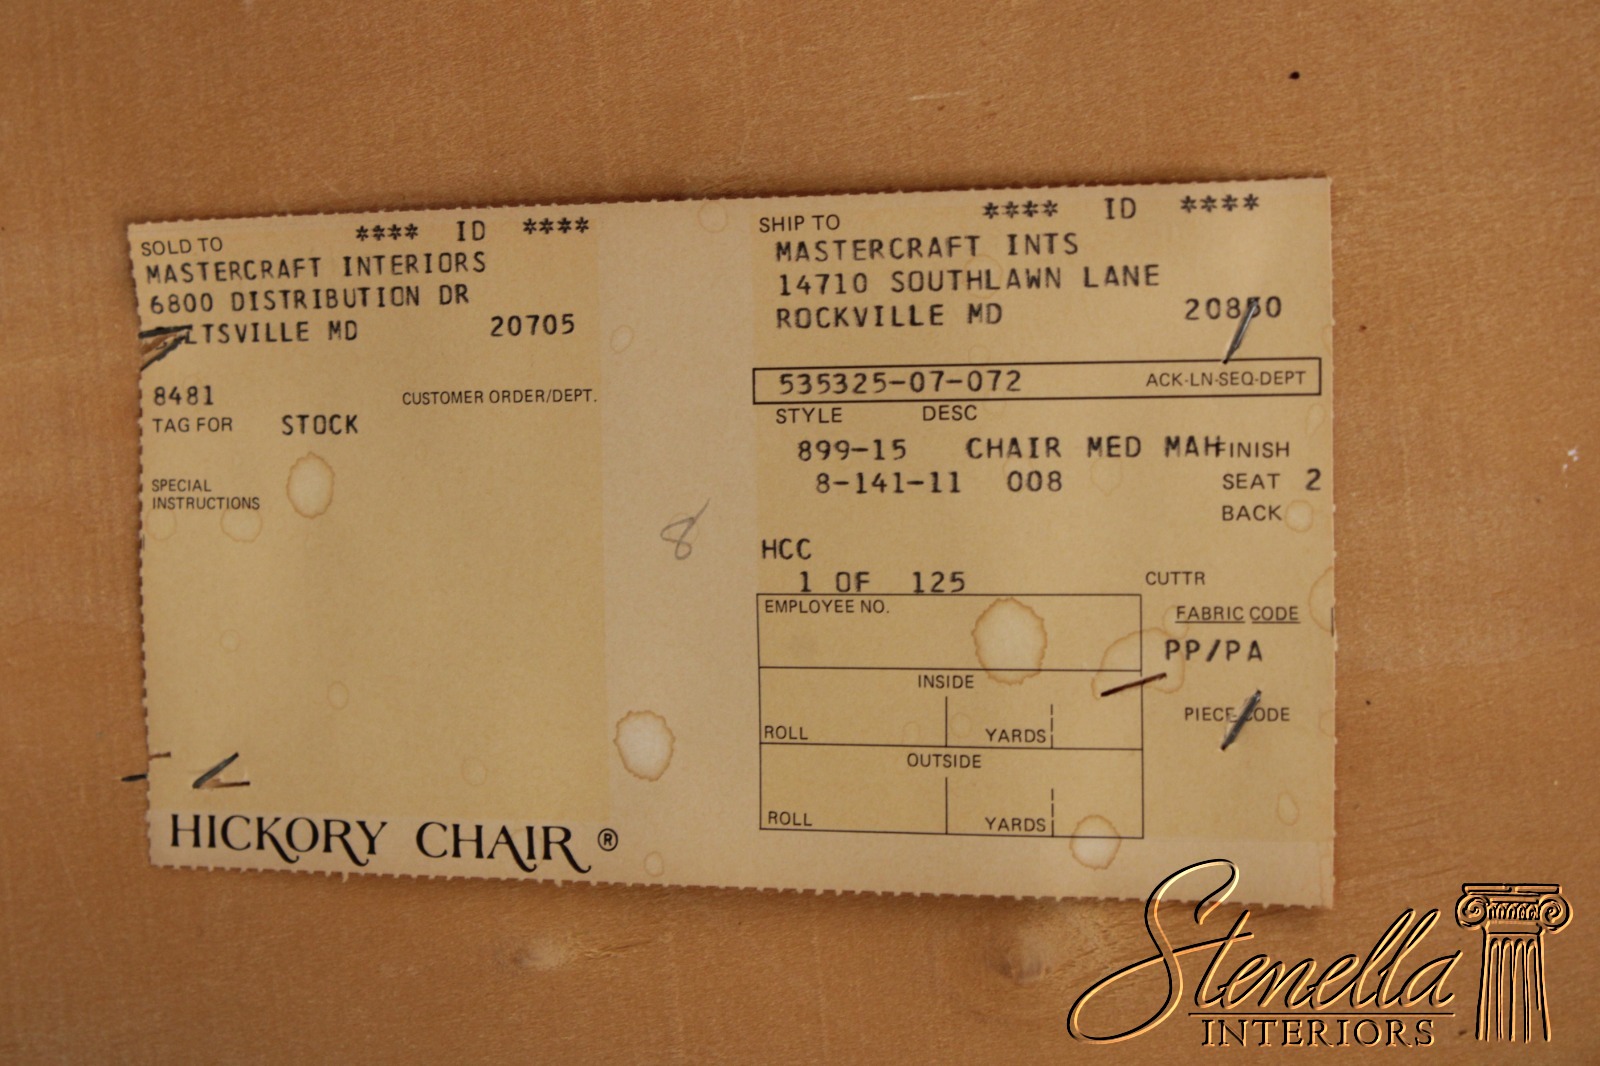 SOLD TO
**** ID ****
MASTERCRAFT INTERIORS
6800 DISTRIBUTION DR
LTSVILLE MD 20705
8481
CUSTOMER ORDER/DEPT.
TAG FOR STOCK
SPECIAL
INSTRUCTIONS
HICKORY CHAIR ®
8
SHIP TO
**** ID ****
MASTERCRAFT INTS
14710 SOUTHLAWN LANE
ROCKVILLE MD 20850
535325-07-072 ACK-LN-SEQ-DEPT
STYLE DESC
899-15 CHAIR MED MAH FINISH
8-141-11 008 SEAT 2
BACK
HCC
1 OF 125 CUTTR
EMPLOYEE NO.
FABRIC CODE
PP/PA
INSIDE
ROLL YARDS
PIECE CODE
OUTSIDE
ROLL YARDS
Stenella
INTERIORS